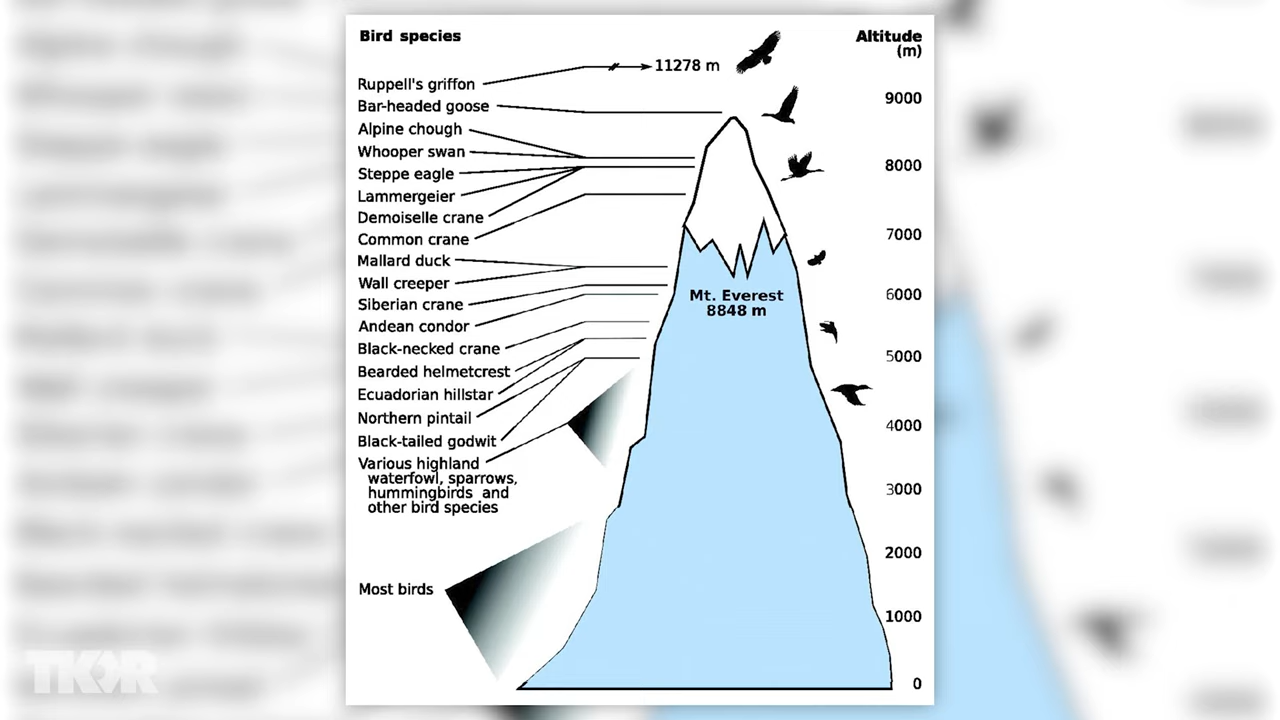 Bird species
Altitude
(m)
11278 m
Ruppell's griffon
Bar-headed goose
Alpine chough
Whooper swan
Steppe eagle
Lammergeier
Demoiselle crane
Common crane
Mallard duck
Wall creeper
Siberian crane
Andean condor
Black-necked crane
Bearded helmetcrest
Ecuadorian hillstar
Northern pintail
Black-tailed godwit
Various highland
waterfowl, sparrows,
hummingbirds and
other bird species
Most birds
Mt. Everest
8848 m
9000
8000
7000
6000
5000
4000
3000
2000
1000
0
TKOR